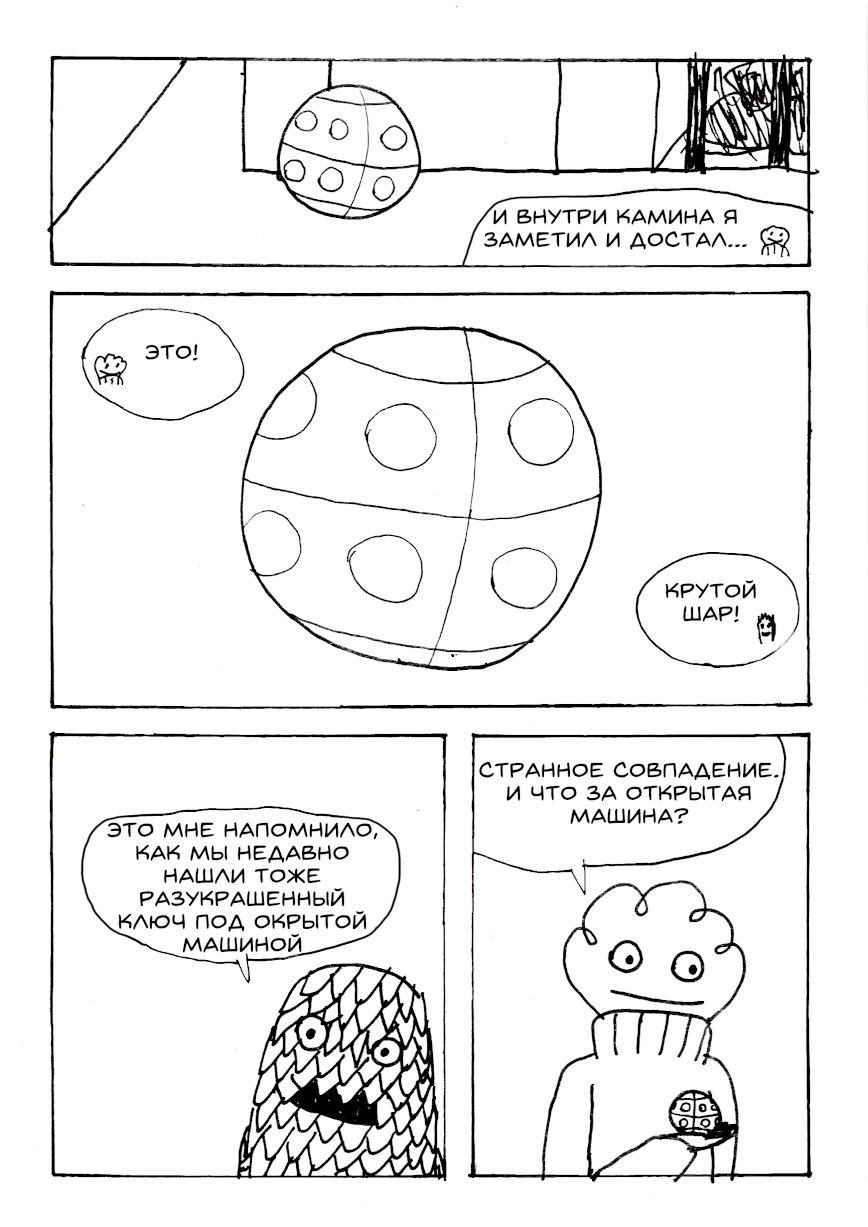 И ВНУТРИ КАМИНА Я
ЗАМЕТИЛ И ДОСТАЛ...
ЭТО!
КРУТОЙ
ШАР!
ЭТО МНЕ НАПОМНИЛО,
КАК МЫ НЕДАВНО
НАШЛИ ТОЖЕ
РАЗУКРАШЕННЫЙ
КЛЮЧ ПОД ОКРЫТОЙ
МАШИНОЙ
СТРАННОЕ СОВПАДЕНИЕ.
И ЧТО ЗА ОТКРЫТАЯ
МАШИНА?